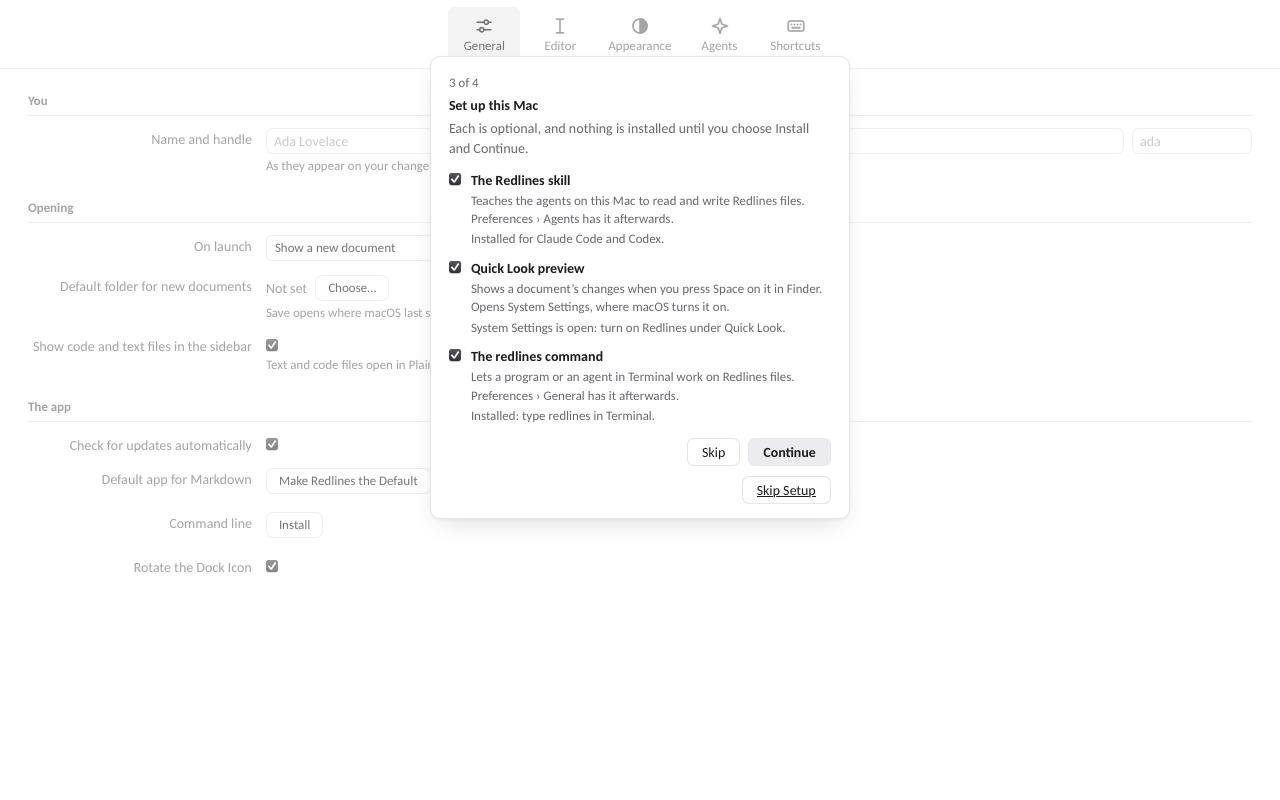 General
Editor
Appearance
Agents
Shortcuts
You
Name and handle
Ada Lovelace
ada
As they appear on your change
Opening
On launch
Show a new document
Default folder for new documents
Not set
Choose...
Save opens where macOS last s
Show code and text files in the sidebar
Text and code files open in Plai
The app
Check for updates automatically
Default app for Markdown
Make Redlines the Default
Command line
Install
Rotate the Dock Icon
3 of 4
Set up this Mac
Each is optional, and nothing is installed until you choose Install
and Continue.
The Redlines skill
Teaches the agents on this Mac to read and write Redlines files.
Preferences › Agents has it afterwards.
Installed for Claude Code and Codex.
Quick Look preview
Shows a document’s changes when you press Space on it in Finder.
Opens System Settings, where macOS turns it on.
System Settings is open: turn on Redlines under Quick Look.
The redlines command
Lets a program or an agent in Terminal work on Redlines files.
Preferences › General has it afterwards.
Installed: type redlines in Terminal.
Skip
Continue
Skip Setup